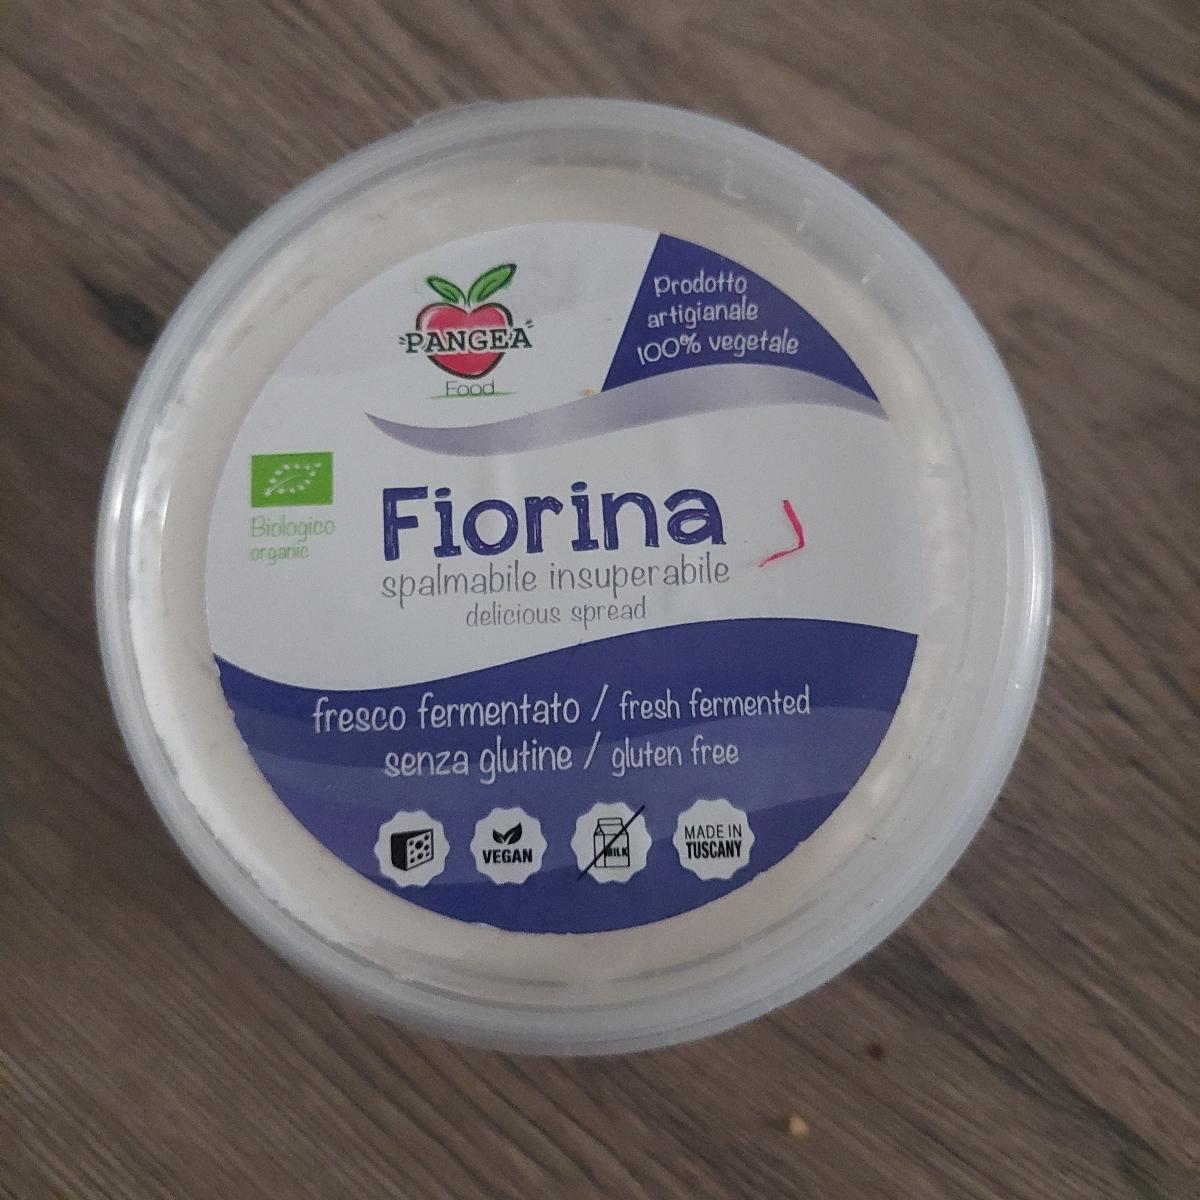 PANGEA
Food
Prodotto
artigianale
100% vegetale
Biologico
organic
Fiorina
spalmabile insuperabile
delicious spread
fresco fermentato / fresh fermented
senza glutine / gluten free
VEGAN
MILK
MADE IN
TUSCANY